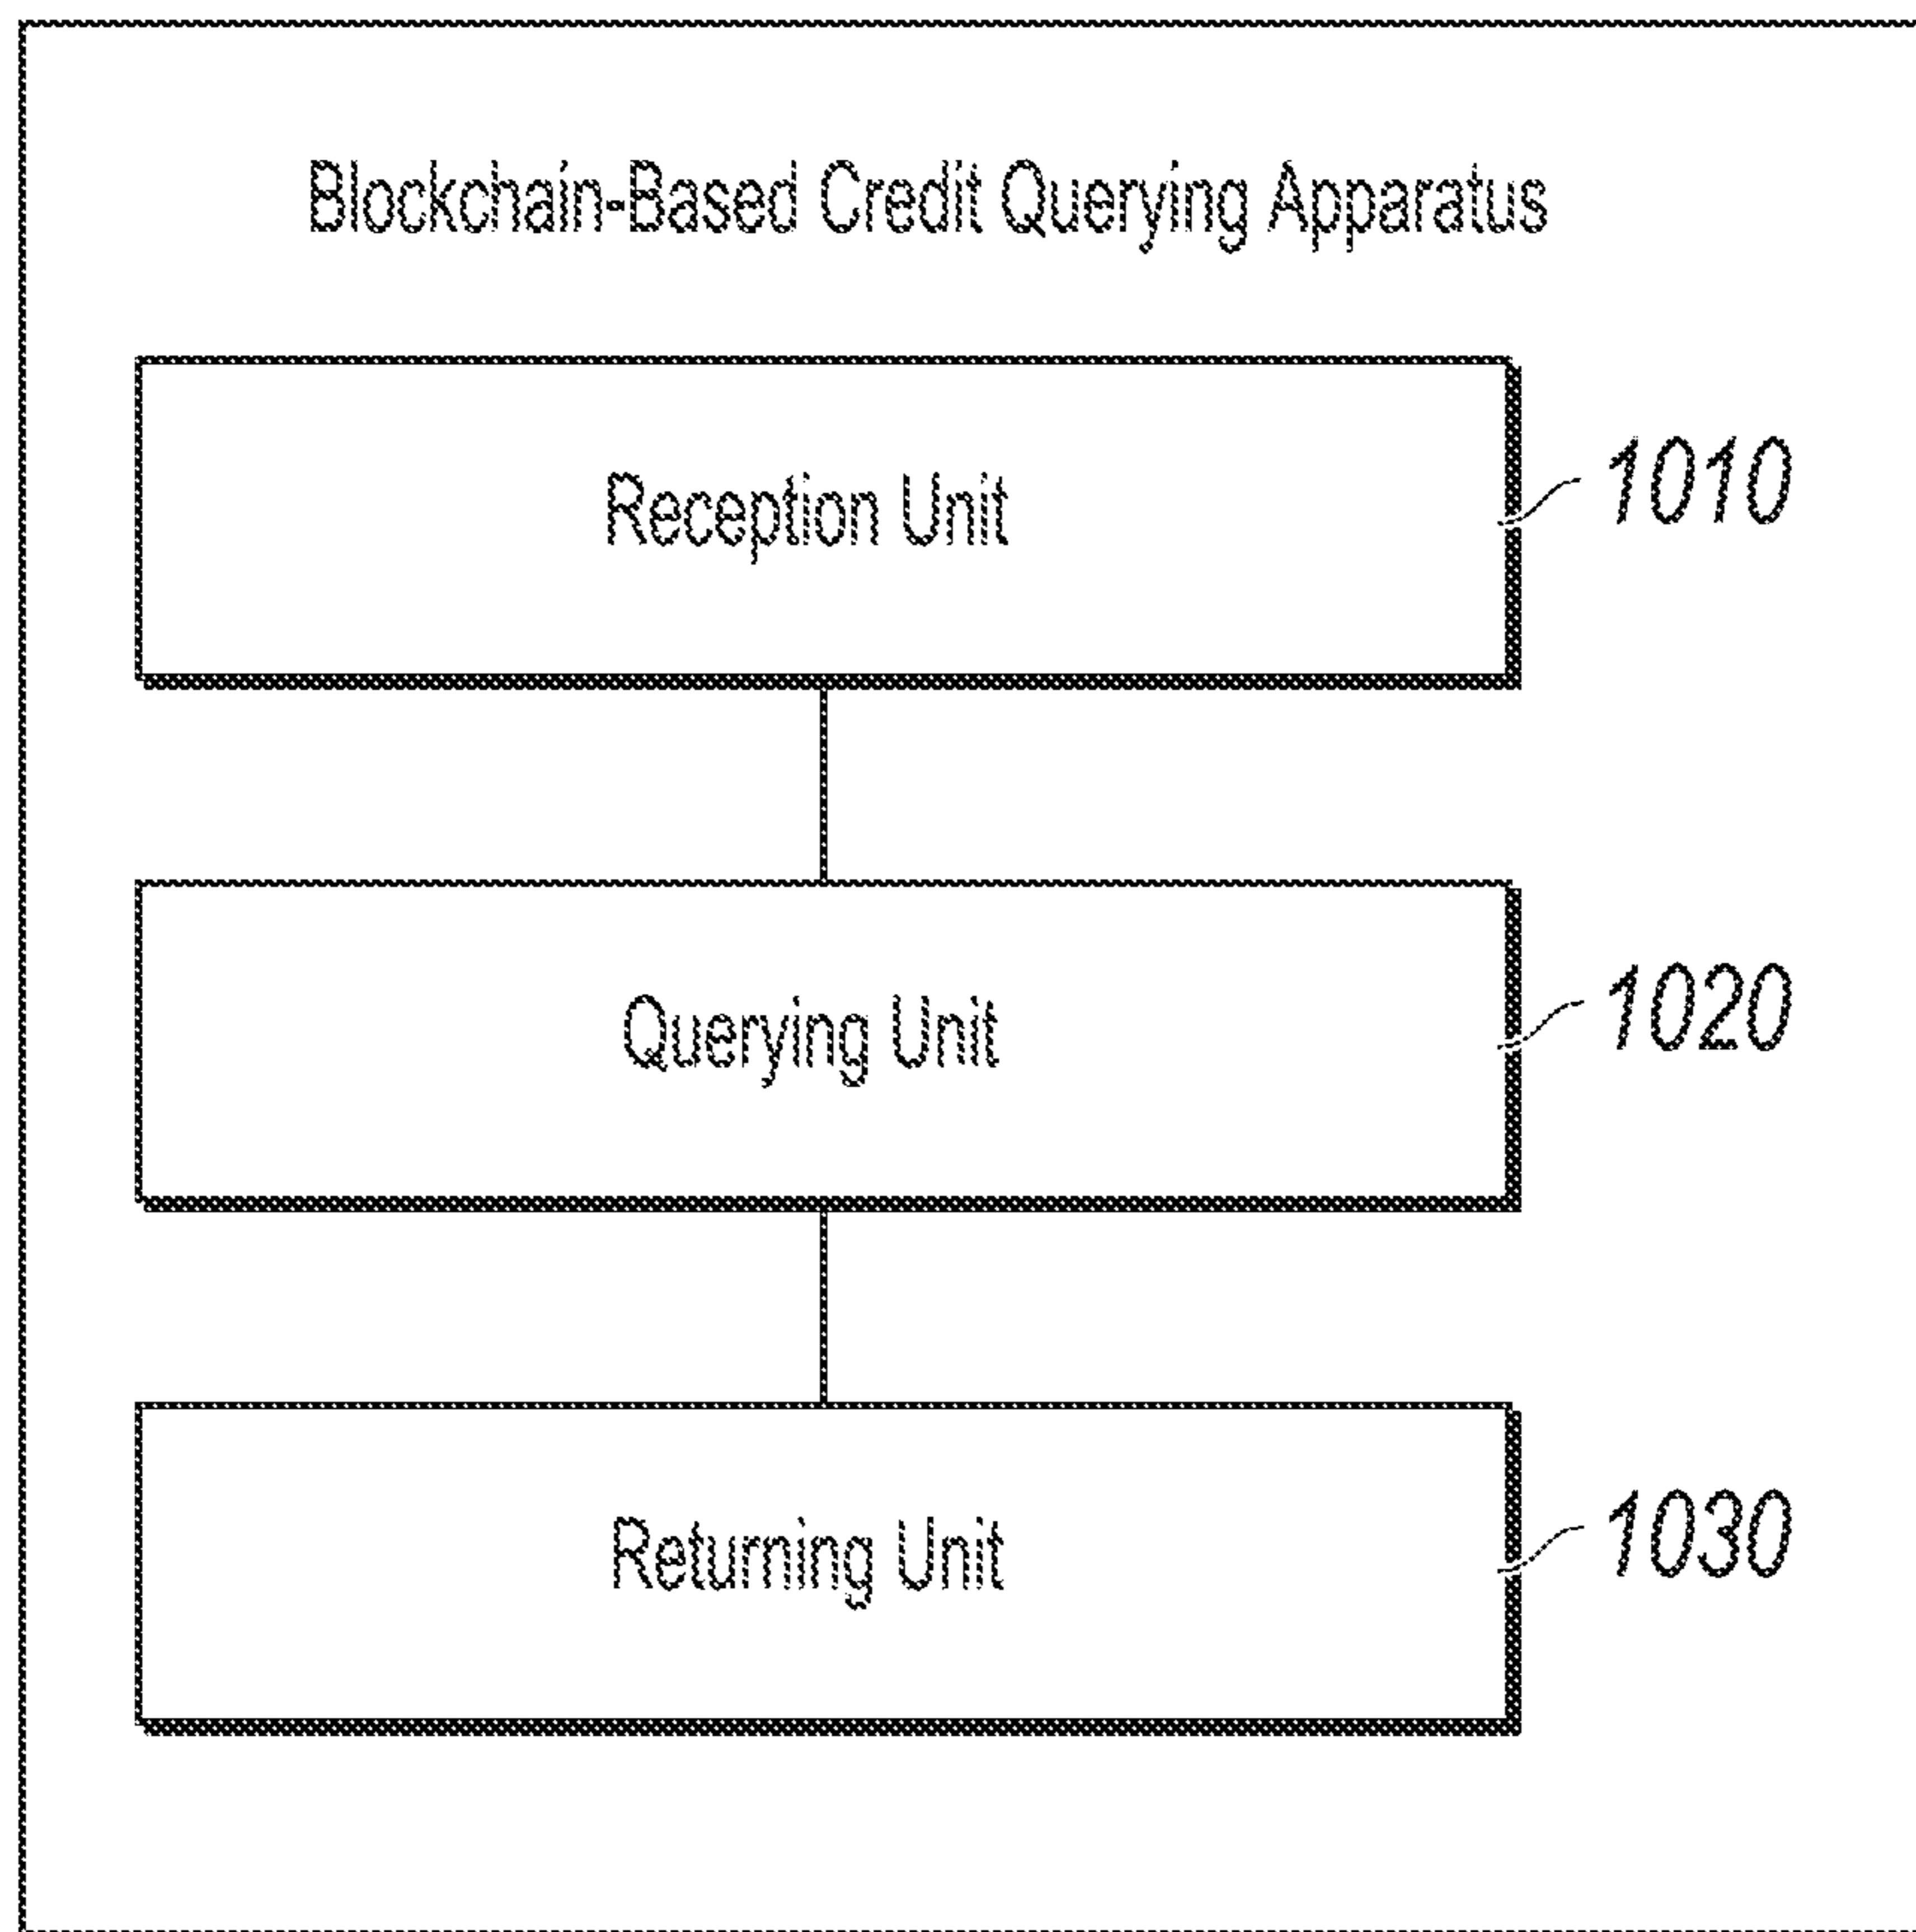 Blockchain-Based Credit Querying Apparatus
Reception Unit
1010
Querying Unit
1020
Returning Unit
1030